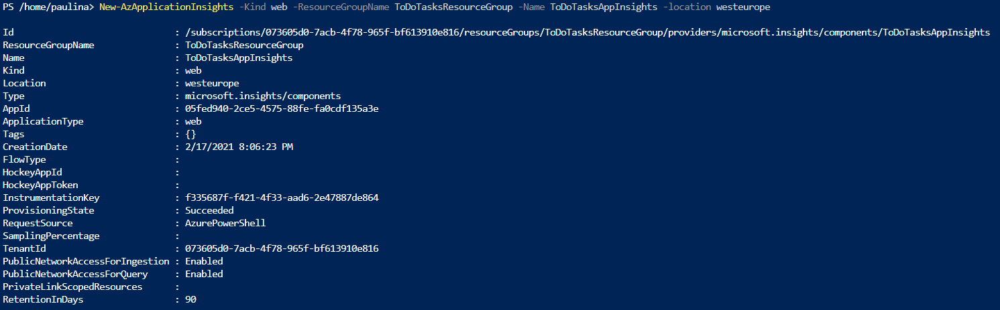 PS /home/paulina> New-AzApplicationInsights -Kind web -ResourceGroupName ToDoTasksResourceGroup -Name ToDoTasksAppInsights -location westeurope
Id : /subscriptions/073605d0-7acb-4f78-965f-bf613910e816/resourceGroups/ToDoTasksResourceGroup/providers/microsoft.insights/components/ToDoTasksAppInsights
ResourceGroupName : ToDoTasksResourceGroup
Name : ToDoTasksAppInsights
Kind : web
Location : westeurope
Type : microsoft.insights/components
AppId : 05fed940-2ce5-4575-88fe-fa0cdf135a3e
ApplicationType : web
Tags : {}
CreationDate : 2/17/2021 8:06:23 PM
FlowType :
HockeyAppId :
HockeyAppToken :
InstrumentationKey : f335687f-f421-4f33-aad6-2e47887de864
ProvisioningState : Succeeded
RequestSource : AzurePowerShell
SamplingPercentage :
TenantId : 073605d0-7acb-4f78-965f-bf613910e816
PublicNetworkAccessForIngestion : Enabled
PublicNetworkAccessForQuery : Enabled
PrivateLinkScopedResources :
RetentionInDays : 90